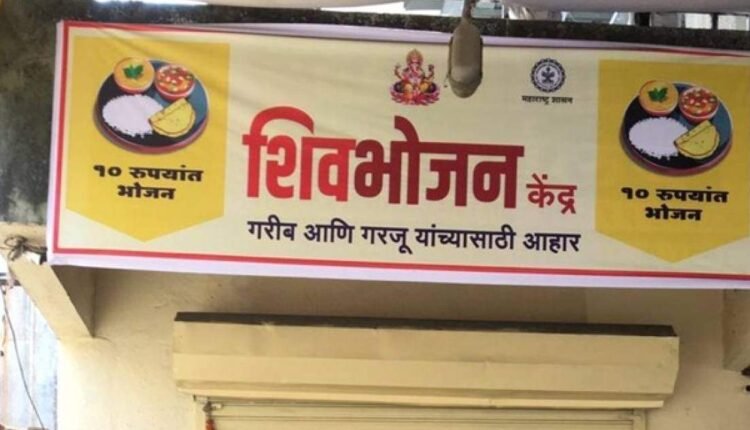 महाराष्ट्र शासन
१० रुपयांत
भोजन
शिवभोजन केंद्र
गरीब आणि गरजू यांच्यासाठी आहार
१० रुपयांत
भोजन